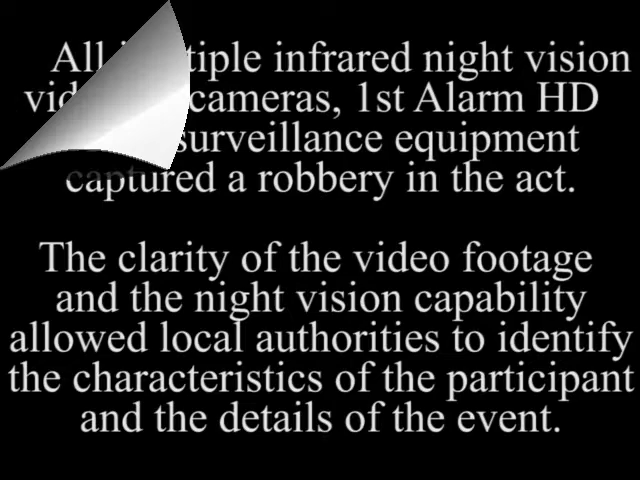 All tiple infrared night vision
cameras, 1st Alarm HD
surveillance equipment
captured a robbery in the act.
The clarity of the video footage
and the night vision capability
allowed local authorities to identify
the characteristics of the participant
and the details of the event.